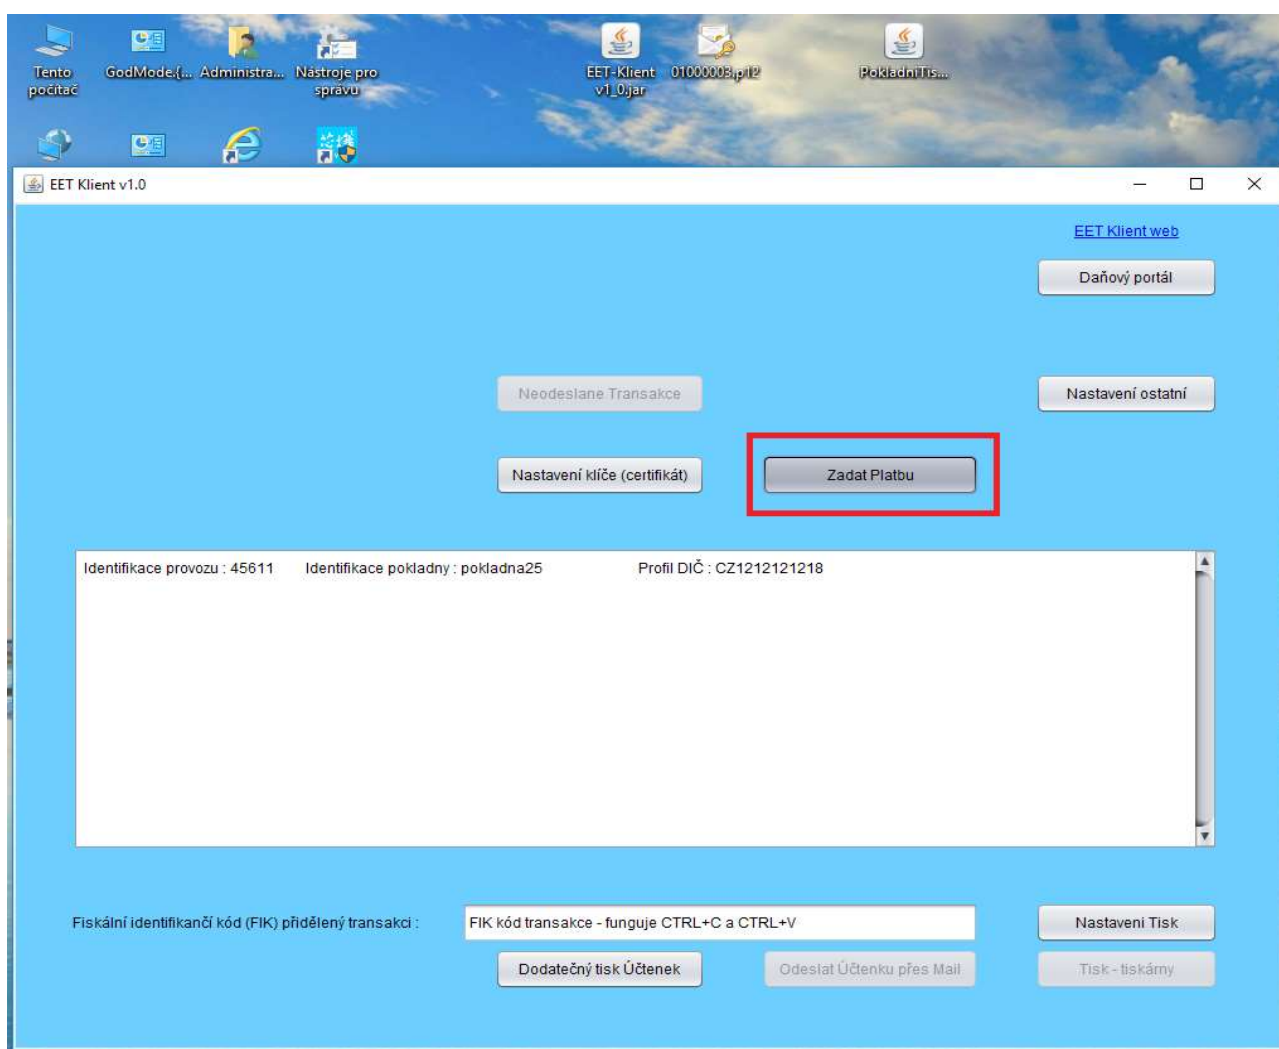 Tento
počítač
GodMode.{...
Administra...
Nástroje pro
správu
EET-Klient
v1_0.jar
01000003.p12
PokladniTis...
EET Klient v1.0
EET Klient web
Daňový portál
Neodeslane Transakce
Nastavení ostatní
Nastavení klíče (certifikát)
Zadat Platbu
Identifikace provozu : 45611 Identifikace pokladny : pokladna25 Profil DIČ : CZ1212121218
Fiskální identifikančí kód (FIK) přidělený transakci :
FIK kód transakce - funguje CTRL+C a CTRL+V
Nastaveni Tisk
Dodatečný tisk Účtenek
Odeslat Účtenku přes Mail
Tisk - tiskárny